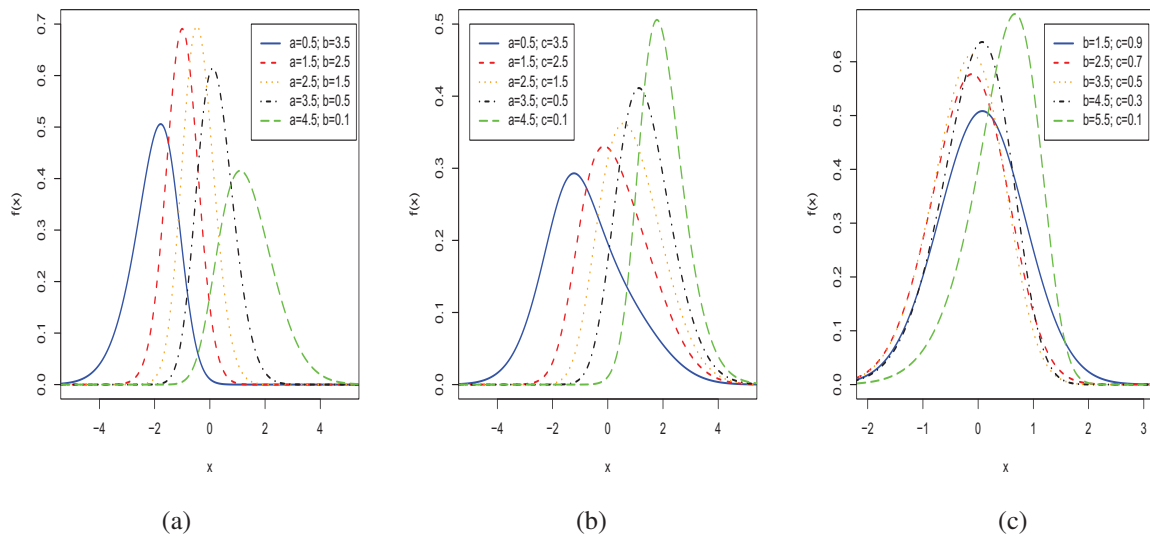 a=0.5; b=3.5
a=1.5; b=2.5
a=2.5; b=1.5
a=3.5; b=0.5
a=4.5; b=0.1
f(x)
0.7
0.6
0.5
0.4
0.3
0.2
0.1
0.0
−4 −2 0 2 4
x
(a)
a=0.5; c=3.5
a=1.5; c=2.5
a=2.5; c=1.5
a=3.5; c=0.5
a=4.5; c=0.1
f(x)
0.5
0.4
0.3
0.2
0.1
0.0
−4 −2 0 2 4
x
(b)
b=1.5; c=0.9
b=2.5; c=0.7
b=3.5; c=0.5
b=4.5; c=0.3
b=5.5; c=0.1
f(x)
0.7
0.6
0.5
0.4
0.3
0.2
0.1
0.0
−2 −1 0 1 2 3
x
(c)